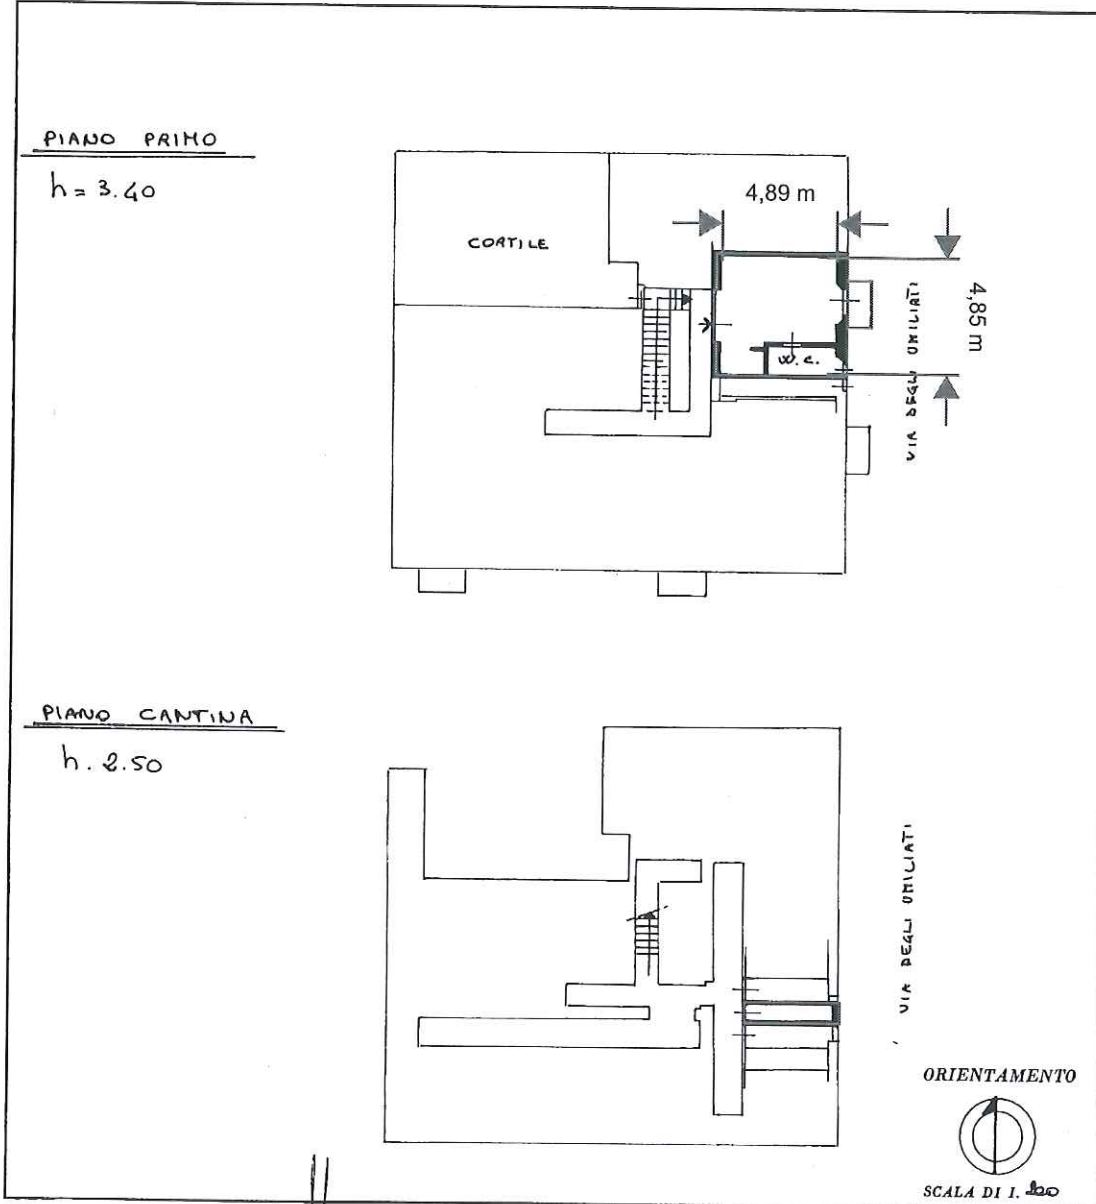 PIANO PRIMO
h = 3.40
CORTILE
4,89 m
4,85 m
VIA DEGLI UMILIATI
W.C.
PIANO CANTINA
h. 2.50
VIA DEGLI UMILIATI
ORIENTAMENTO
SCALA DI 1. 200